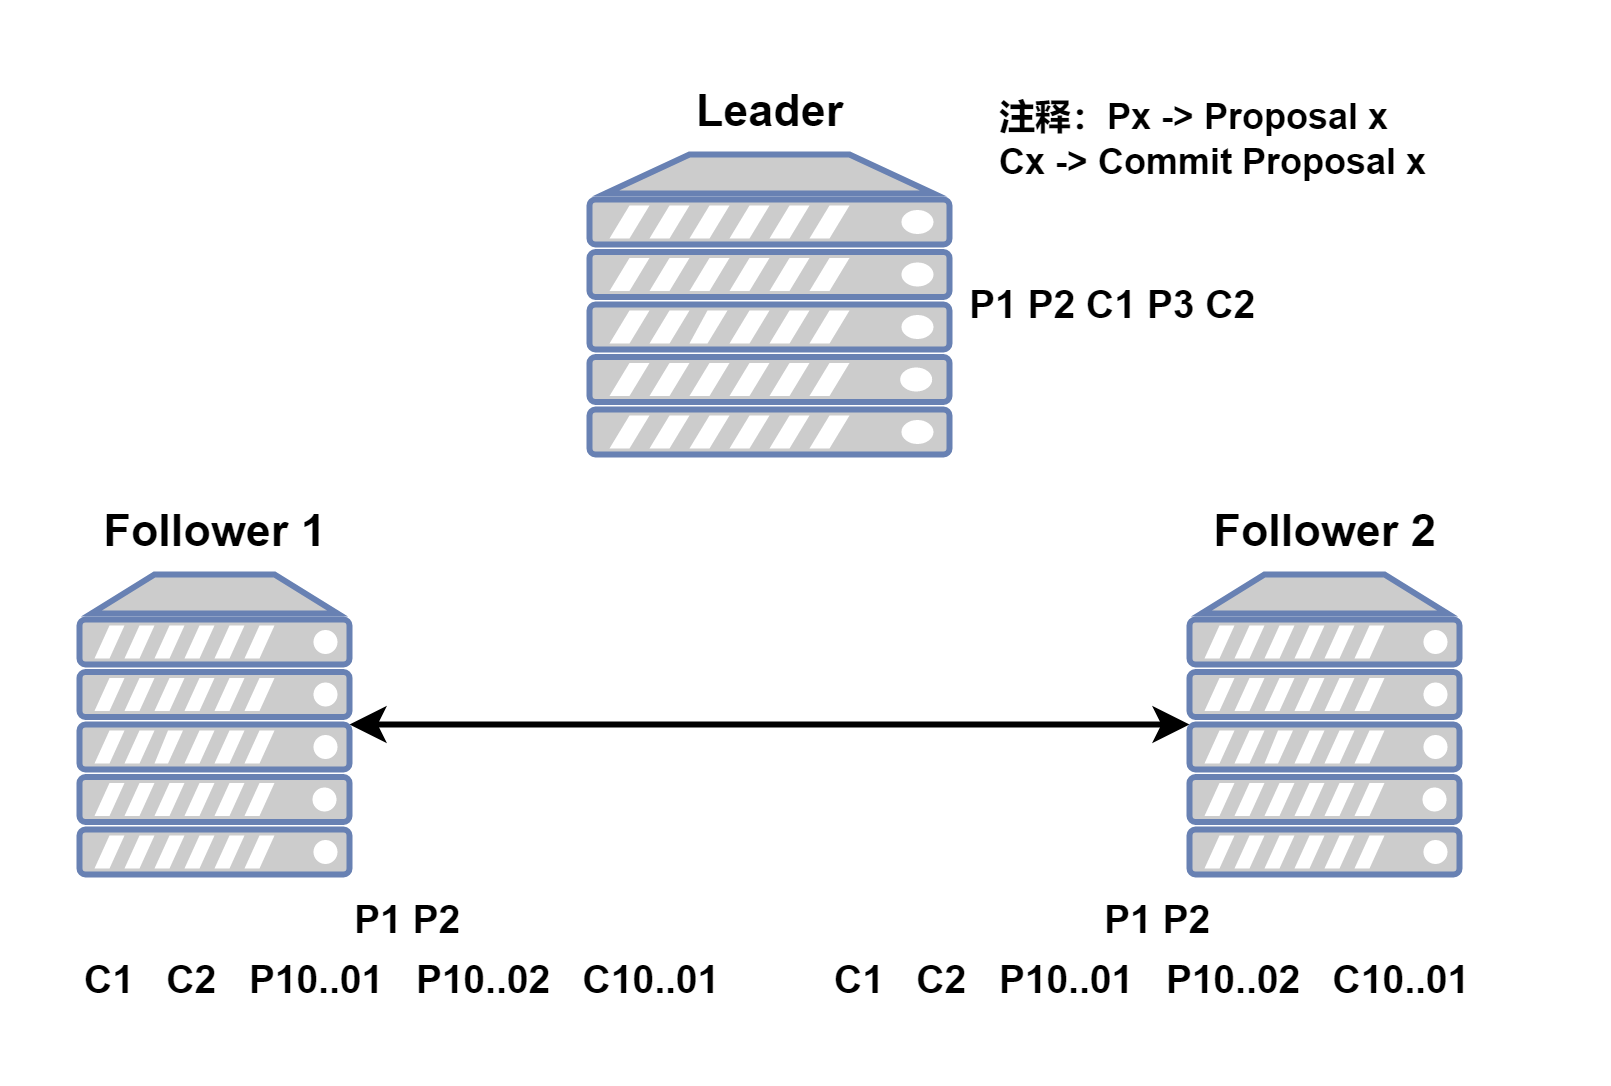 Leader
注释：Px -> Proposal x
Cx -> Commit Proposal x
P1 P2 C1 P3 C2
Follower 1
Follower 2
P1 P2
C1 C2 P10..01 P10..02 C10..01
P1 P2
C1 C2 P10..01 P10..02 C10..01